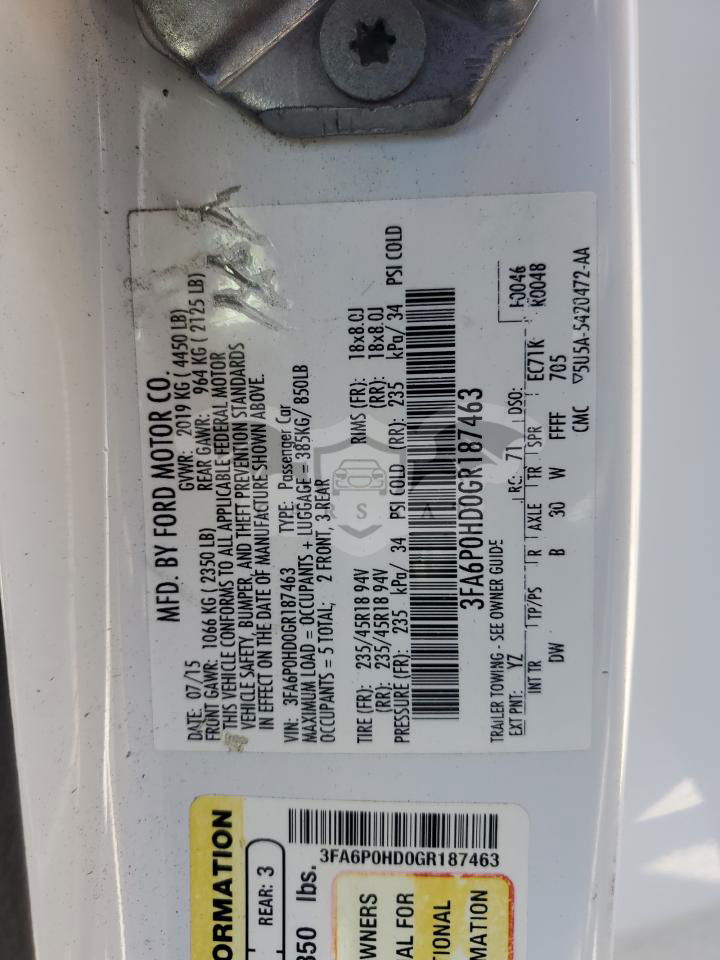 MFD. BY FORD MOTOR CO.
DATE: 07/15 GVWR: 2019 KG ( 4450 LB)
FRONT GAWR: 1066 KG ( 2350 LB) REAR GAWR: 964 KG ( 2125 LB)
THIS VEHICLE CONFORMS TO ALL APPLICABLE FEDERAL MOTOR
VEHICLE SAFETY, BUMPER, AND THEFT PREVENTION STANDARDS
IN EFFECT ON THE DATE OF MANUFACTURE SHOWN ABOVE.
VIN: 3FA6P0HD0GR187463 TYPE: Passenger Car
MAXIMUM LOAD = OCCUPANTS + LUGGAGE = 385KG/ 850LB
OCCUPANTS = 5 TOTAL; 2 FRONT, 3-REAR
TIRE (FR): 235/45R18 94V RIMS (FR): 18x8.0J
(RR): 235/45R18 94V (RR): 18x8.0J
PRESSURE (FR): 235 kPa/ 34 PSI COLD (RR): 235 kPa/ 34 PSI COLD
3FA6P0HD0GR187463
TRAILER TOWING - SEE OWNER GUIDE
EXT PNT: YZ RC: 71 DSO: F0046
INT TR TP/PS R AXLE TR SPR EC71K R0048
DW B 30 W FFFF 705
CMC ▽5U5A-5420472-AA
R S A
3FA6P0HD0GR187463
ORMATION
REAR: 3
350 lbs.
WNERS
AL FOR
TIONAL
MATION